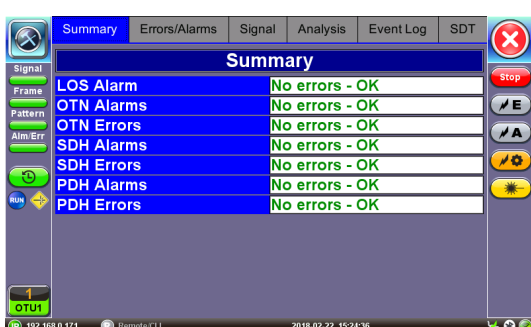 Summary Errors/Alarms Signal Analysis Event Log SDT
Summary
Signal
Frame
Pattern
Alm/Err
RUN
1
OTU1
LOS Alarm No errors - OK
OTN Alarms No errors - OK
OTN Errors No errors - OK
SDH Alarms No errors - OK
SDH Errors No errors - OK
PDH Alarms No errors - OK
PDH Errors No errors - OK
Stop
E
A
IP 192.168.0.171 R Remote/CLI 2018-02-22 15:24:36